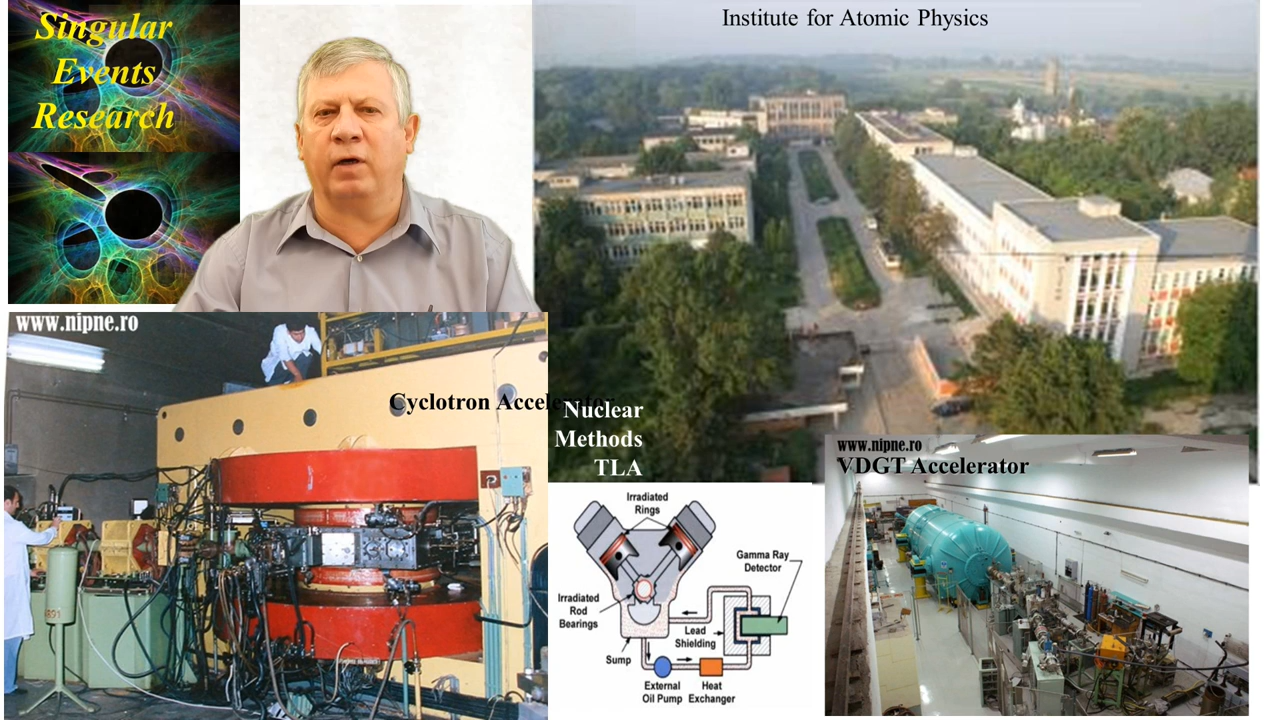 Singular
Events
Research
Institute for Atomic Physics
www.nipne.ro
Cyclotron Accelerator
Nuclear
Methods
TLA
www.nipne.ro
VDGT Accelerator
Irradiated
Rings
Gamma Ray
Detector
Irradiated
Rod
Bearings
Lead
Shielding
Sump
External
Oil Pump
Heat
Exchanger